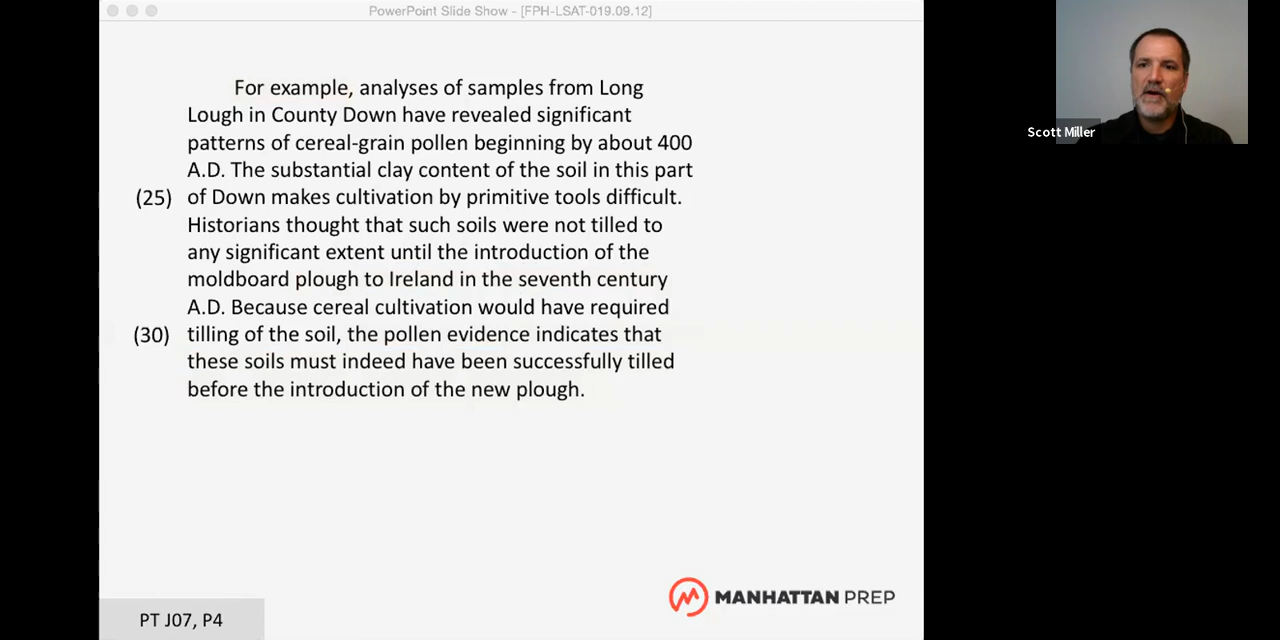 PowerPoint Slide Show - [FPH-LSAT-019.09.12]
For example, analyses of samples from Long
Lough in County Down have revealed significant
patterns of cereal-grain pollen beginning by about 400
A.D. The substantial clay content of the soil in this part
(25) of Down makes cultivation by primitive tools difficult.
Historians thought that such soils were not tilled to
any significant extent until the introduction of the
moldboard plough to Ireland in the seventh century
A.D. Because cereal cultivation would have required
(30) tilling of the soil, the pollen evidence indicates that
these soils must indeed have been successfully tilled
before the introduction of the new plough.
MANHATTAN PREP
PT J07, P4
Scott Miller